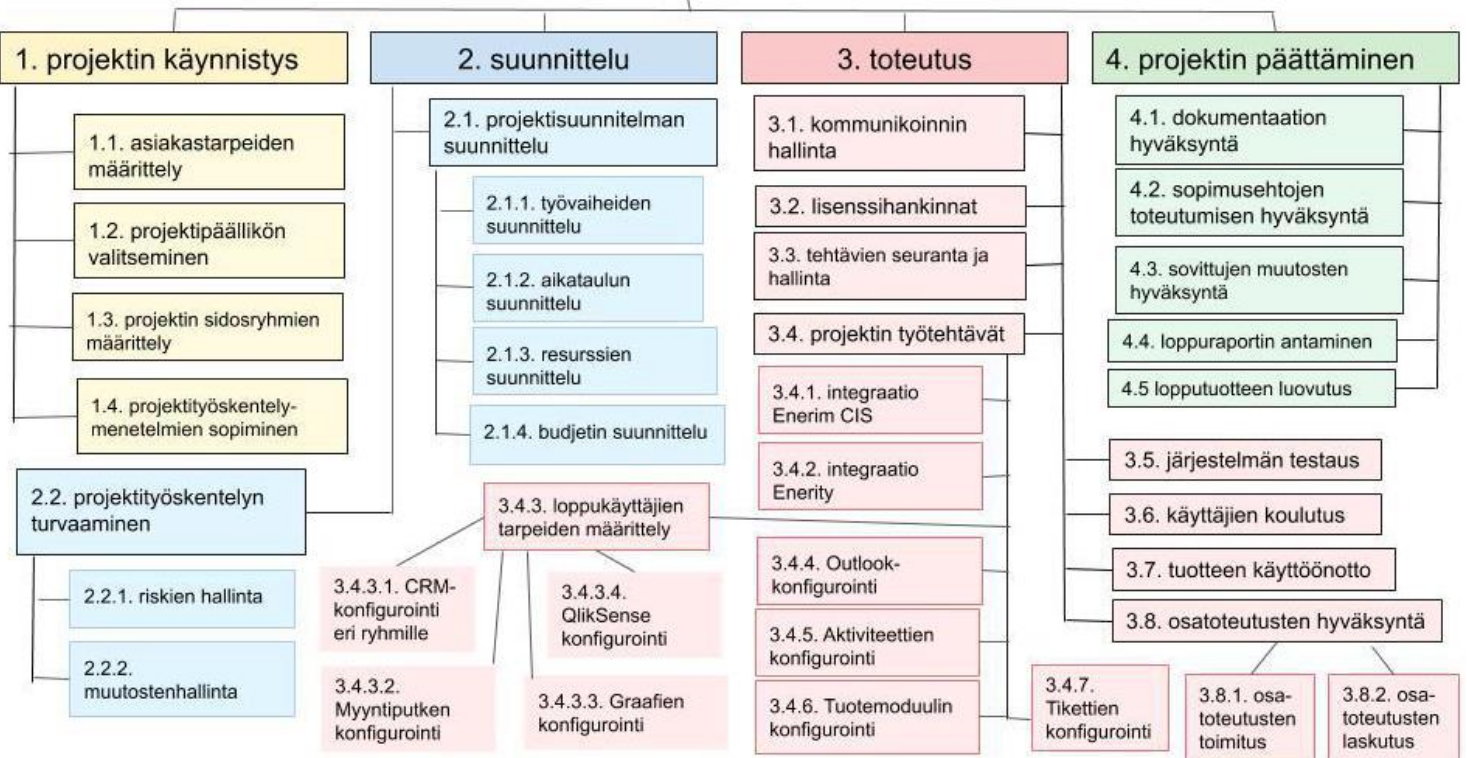 1. projektin käynnistys
1.1. asiakastarpeiden
määrittely
1.2. projektipäällikön
valitseminen
1.3. projektin sidosryhmien
määrittely
1.4. projektityöskentely-
menetelmien sopiminen
2. suunnittelu
2.1. projektisuunnitelman
suunnittelu
2.1.1. työvaiheiden
suunnittelu
2.1.2. aikataulun
suunnittelu
2.1.3. resurssien
suunnittelu
2.1.4. budjetin suunnittelu
2.2. projektityöskentelyn
turvaaminen
2.2.1. riskien hallinta
2.2.2.
muutostenhallinta
3. toteutus
3.1. kommunikoinnin
hallinta
3.2. lisenssihankinnat
3.3. tehtävien seuranta ja
hallinta
3.4. projektin työtehtävät
3.4.1. integraatio
Enerim CIS
3.4.2. integraatio
Enerity
3.4.3. loppukäyttäjien
tarpeiden määrittely
3.4.3.1. CRM-
konfigurointi
eri ryhmille
3.4.3.2.
Myyntiputken
konfigurointi
3.4.3.3. Graafien
konfigurointi
3.4.3.4.
QlikSense
konfigurointi
3.4.4. Outlook-
konfigurointi
3.4.5. Aktiviteettien
konfigurointi
3.4.6. Tuotemoduulin
konfigurointi
3.4.7.
Tikettien
konfigurointi
3.5. järjestelmän testaus
3.6. käyttäjien koulutus
3.7. tuotteen käyttöönotto
3.8. osatoteutusten hyväksyntä
3.8.1. osa-
toteutusten
toimitus
3.8.2. osa-
toteutusten
laskutus
4. projektin päättäminen
4.1. dokumentaation
hyväksyntä
4.2. sopimusehtojen
toteutumisen hyväksyntä
4.3. sovittujen muutosten
hyväksyntä
4.4. loppuraportin antaminen
4.5 lopputuotteen luovutus